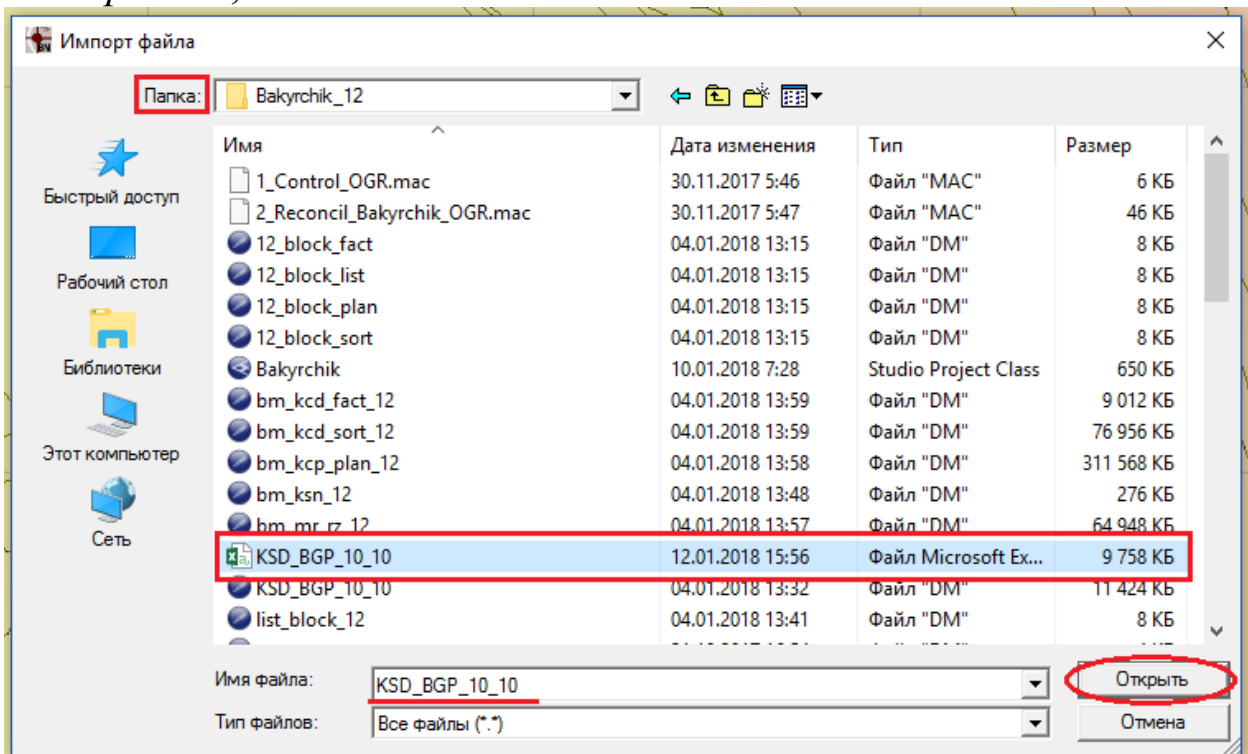 Импорт файла
Папка: Bakyrchik_12
Имя Дата изменения Тип Размер
1_Control_OGR.mac 30.11.2017 5:46 Файл "MAC" 6 КБ
2_Reconcil_Bakyrchik_OGR.mac 30.11.2017 5:47 Файл "MAC" 46 КБ
12_block_fact 04.01.2018 13:15 Файл "DM" 8 КБ
12_block_list 04.01.2018 13:15 Файл "DM" 8 КБ
12_block_plan 04.01.2018 13:15 Файл "DM" 8 КБ
12_block_sort 04.01.2018 13:15 Файл "DM" 8 КБ
Bakyrchik 10.01.2018 7:28 Studio Project Class 650 КБ
bm_kcd_fact_12 04.01.2018 13:59 Файл "DM" 9 012 КБ
bm_kcd_sort_12 04.01.2018 13:59 Файл "DM" 76 956 КБ
bm_kcp_plan_12 04.01.2018 13:58 Файл "DM" 311 568 КБ
bm_ksn_12 04.01.2018 13:48 Файл "DM" 276 КБ
bm_mr_rz_12 04.01.2018 13:57 Файл "DM" 64 948 КБ
KSD_BGP_10_10 12.01.2018 15:56 Файл Microsoft Ex... 9 758 КБ
KSD_BGP_10_10 04.01.2018 13:32 Файл "DM" 11 424 КБ
list_block_12 04.01.2018 13:41 Файл "DM" 8 КБ
Быстрый доступ
Рабочий стол
Библиотеки
Этот компьютер
Сеть
Имя файла: KSD_BGP_10_10 Открыть
Тип файлов: Все файлы (*.*) Отмена